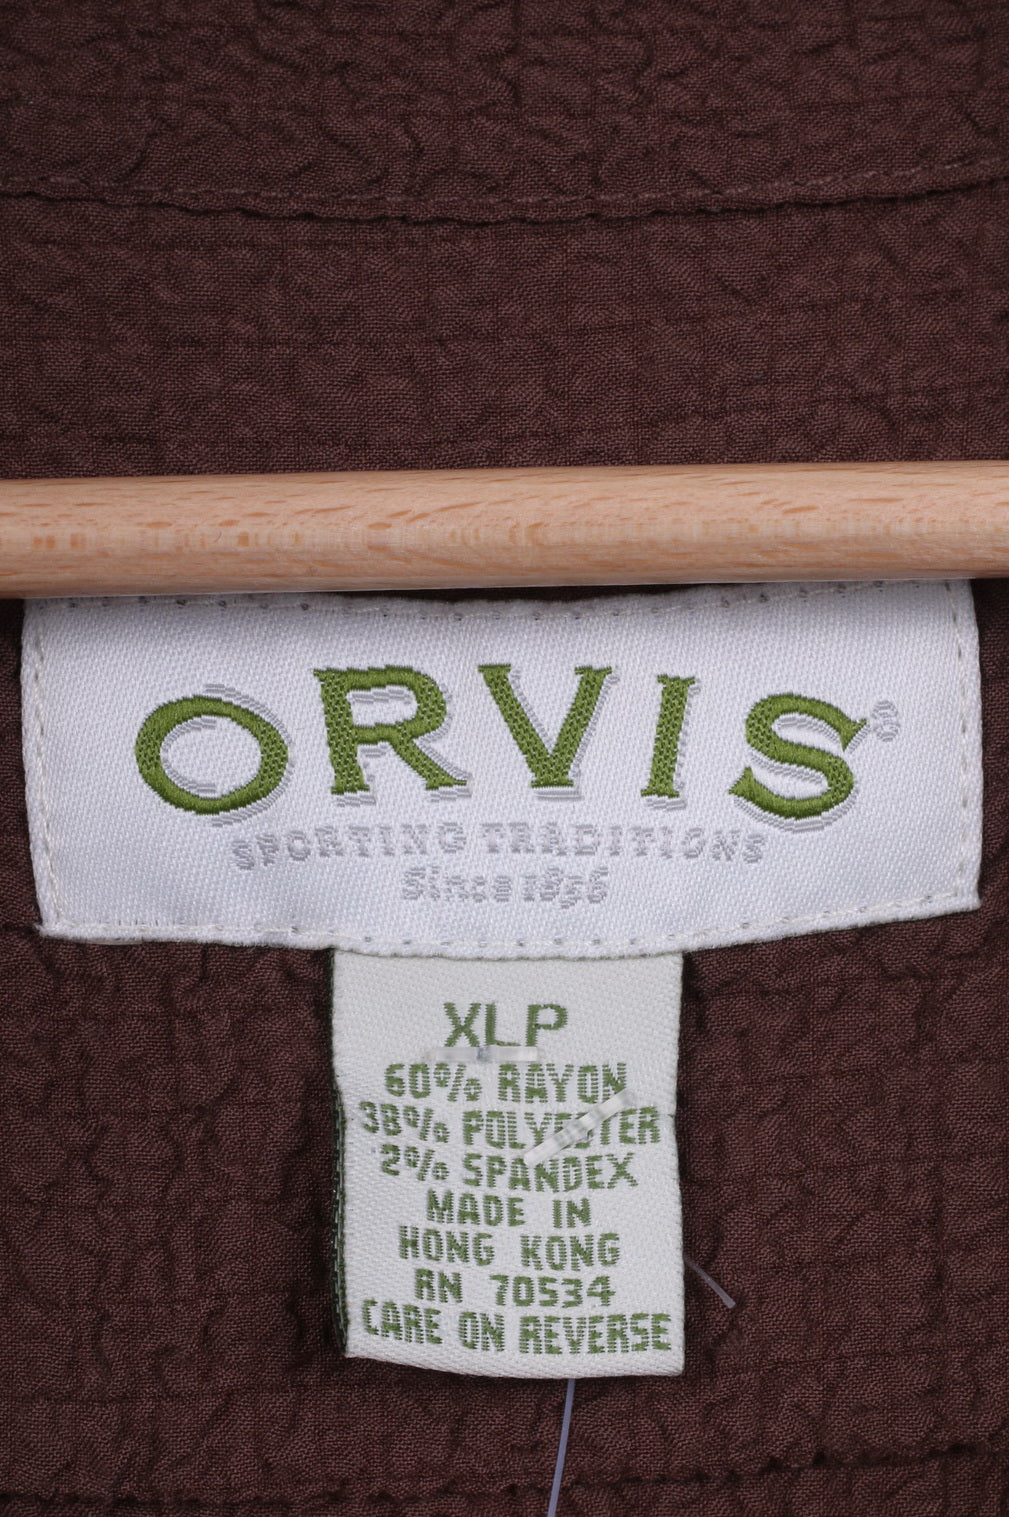 ORVIS®
SPORTING TRADITIONS
Since 1856
XLP
60% RAYON
38% POLYESTER
2% SPANDEX
MADE IN
HONG KONG
RN 70534
CARE ON REVERSE